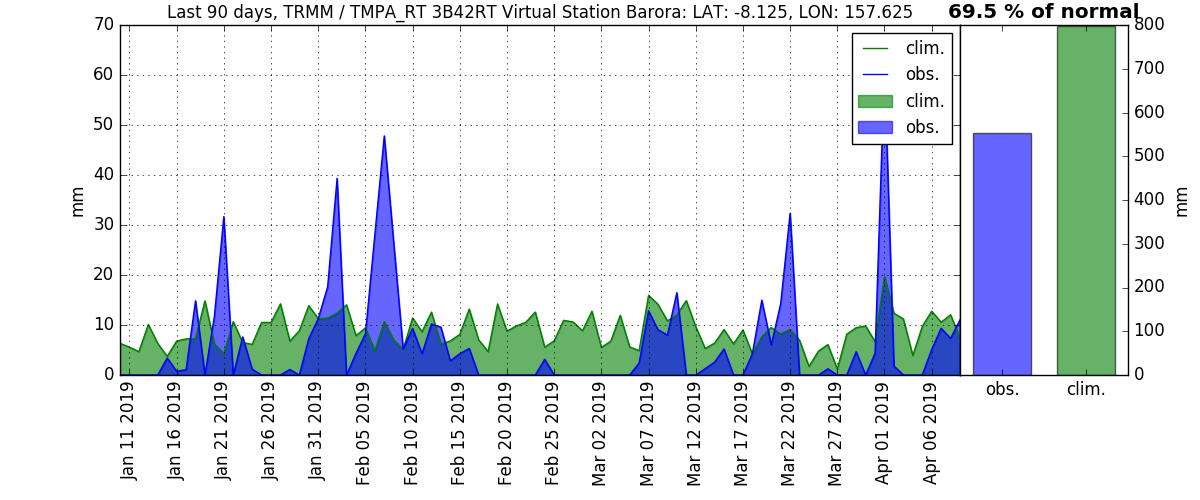 Last 90 days, TRMM / TMPA_RT 3B42RT Virtual Station Barora: LAT: -8.125, LON: 157.625
69.5 % of normal
70
60
50
40
30
20
10
0
mm
clim.
obs.
clim.
obs.
800
700
600
500
400
300
200
100
0
mm
obs.
clim.
Jan 11 2019
Jan 16 2019
Jan 21 2019
Jan 26 2019
Jan 31 2019
Feb 05 2019
Feb 10 2019
Feb 15 2019
Feb 20 2019
Feb 25 2019
Mar 02 2019
Mar 07 2019
Mar 12 2019
Mar 17 2019
Mar 22 2019
Mar 27 2019
Apr 01 2019
Apr 06 2019